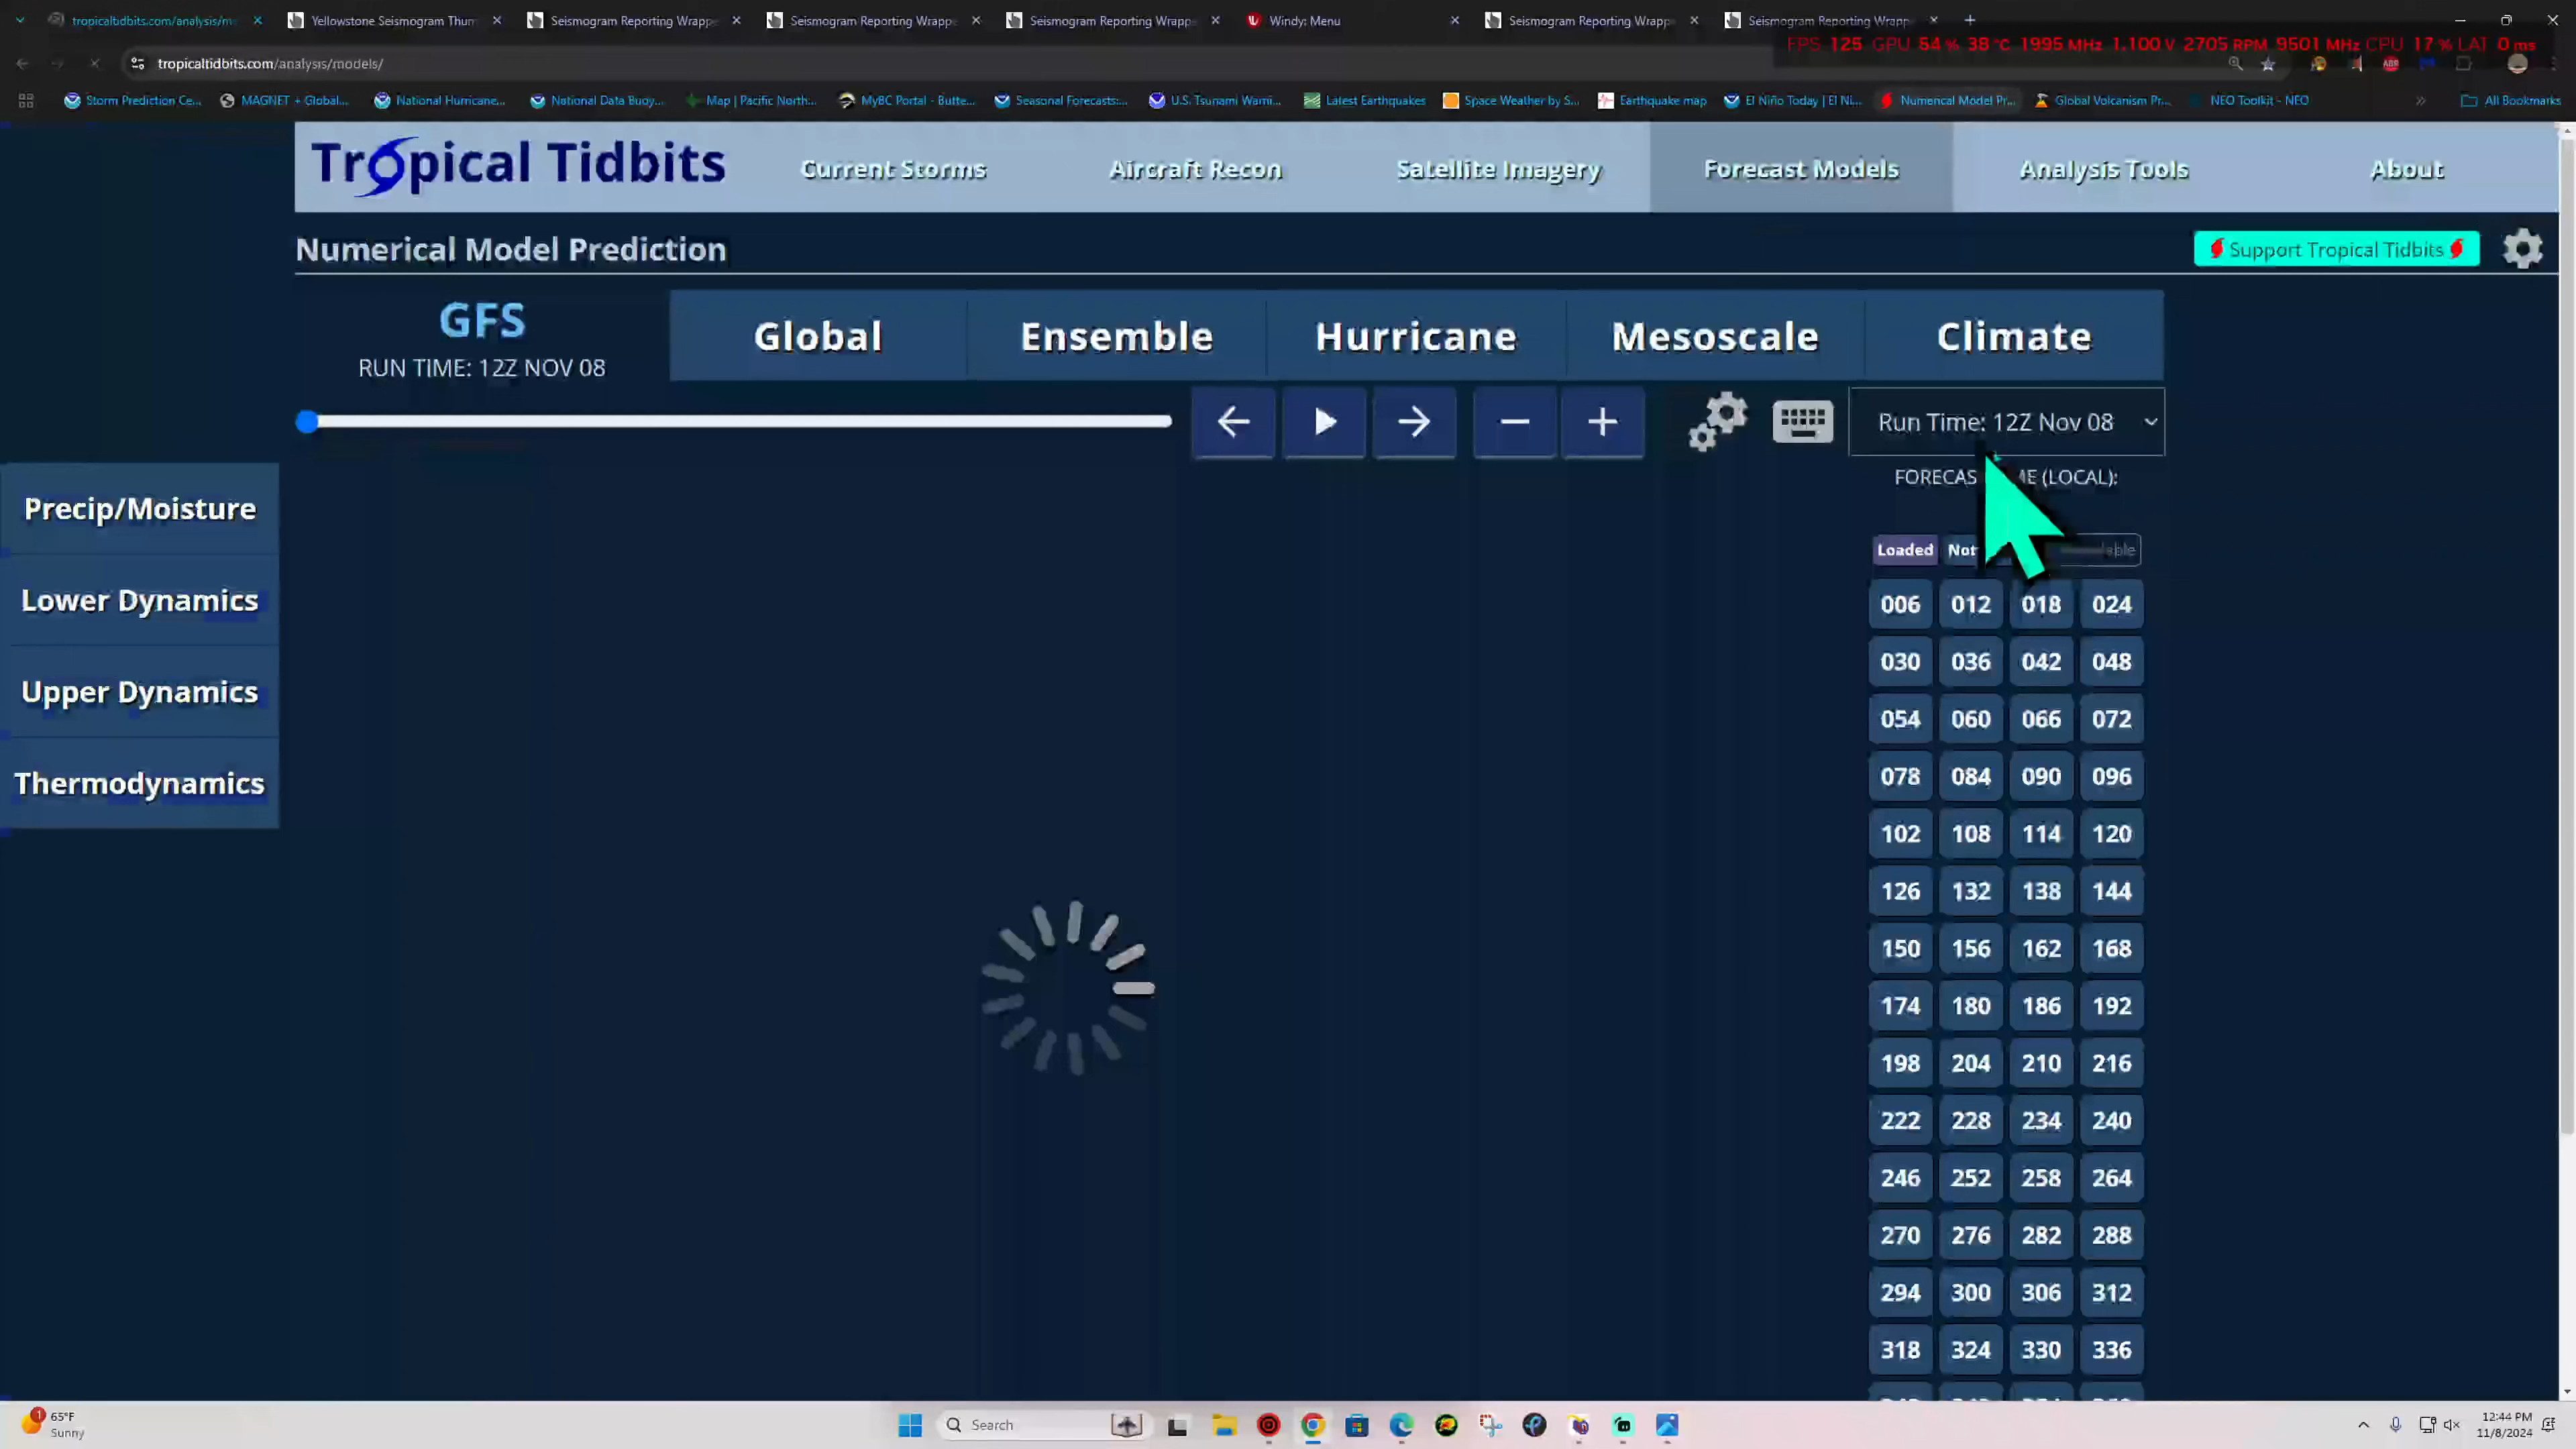 tropicaltidbits.com/analysis/m
Yellowstone Seismogram Thum
Seismogram Reporting Wrapp
Seismogram Reporting Wrapp
Seismogram Reporting Wrapp
Windy: Menu
Seismogram Reporting Wrapp
Seismogram Reporting Wrapp
FPS 125 GPU 54 % 38 °C 1995 MHz 1.100 V 2705 RPM 9501 MHz CPU 17 % LAT 0 ms
tropicaltidbits.com/analysis/models/
Storm Prediction Ce...
MAGNET + Global...
National Hurricane...
National Data Buoy...
Map | Pacific North...
MyBC Portal - Butte...
Seasonal Forecasts:...
U.S. Tsunami Warni...
Latest Earthquakes
Space Weather by S...
Earthquake map
El Niño Today | El Ni...
Numerical Model Pr...
Global Volcanism Pr...
NEO Toolkit - NEO
All Bookmarks
Tropical Tidbits
Current Storms
Aircraft Recon
Satellite Imagery
Forecast Models
Analysis Tools
About
Numerical Model Prediction
Support Tropical Tidbits
GFS
RUN TIME: 12Z NOV 08
Global
Ensemble
Hurricane
Mesoscale
Climate
Run Time: 12Z Nov 08
FORECAS ME (LOCAL):
Precip/Moisture
Lower Dynamics
Upper Dynamics
Thermodynamics
Loaded Not
006 012 018 024
030 036 042 048
054 060 066 072
078 084 090 096
102 108 114 120
126 132 138 144
150 156 162 168
174 180 186 192
198 204 210 216
222 228 234 240
246 252 258 264
270 276 282 288
294 300 306 312
318 324 330 336
1
65°F
Sunny
Search
12:44 PM
11/8/2024